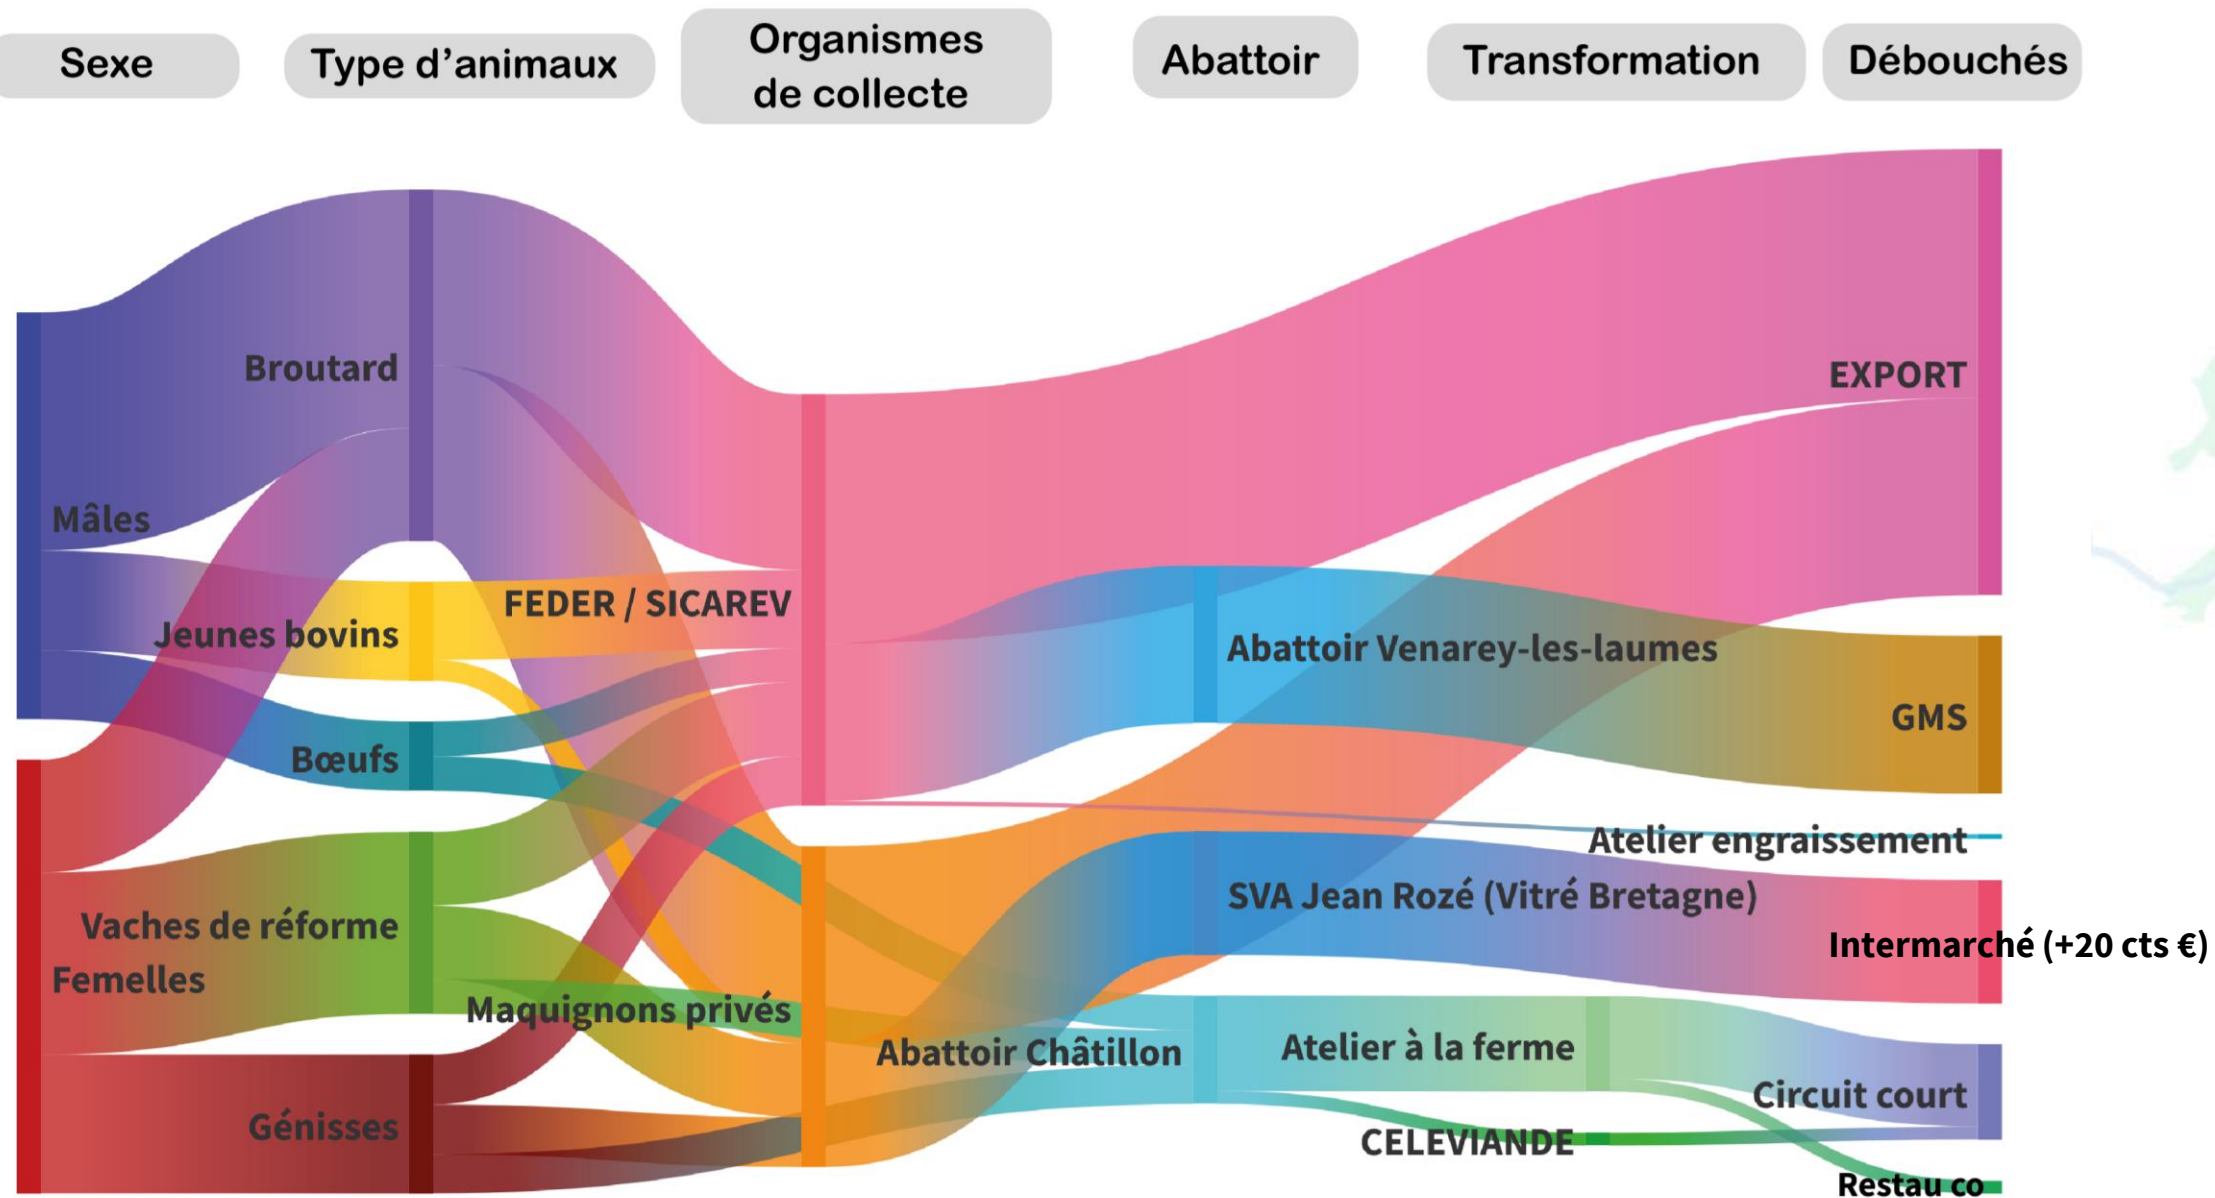 Sexe
Type d’animaux
Organismes
de collecte
Abattoir
Transformation
Débouchés
Broutard
EXPORT
Mâles
FEDER / SICAREV
Jeunes bovins
Abattoir Venarey-les-laumes
GMS
Bœufs
Atelier engraissement
SVA Jean Rozé (Vitré Bretagne)
Vaches de réforme
Intermarché (+20 cts €)
Femelles
Maquignons privés
Abattoir Châtillon
Atelier à la ferme
Circuit court
Génisses
CELEVIANDE
Restau co